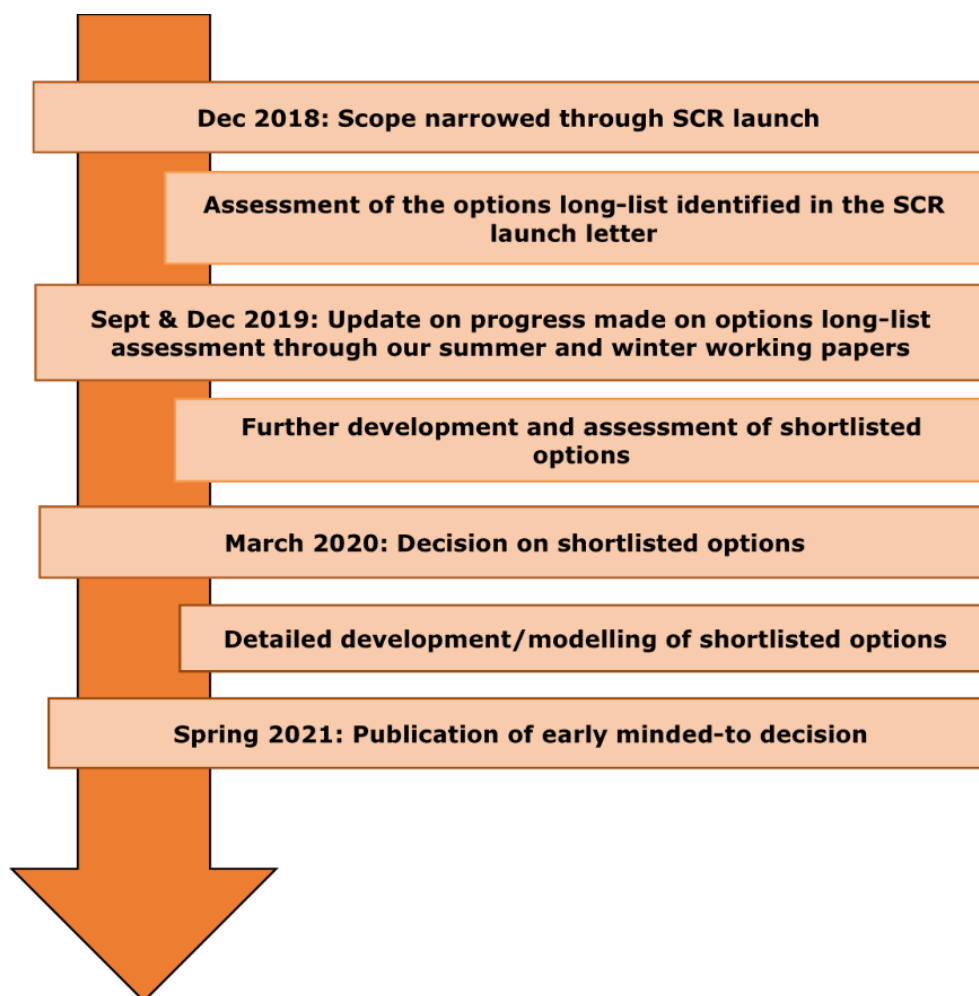 Dec 2018: Scope narrowed through SCR launch
Assessment of the options long-list identified in the SCR
launch letter
Sept & Dec 2019: Update on progress made on options long-list
assessment through our summer and winter working papers
Further development and assessment of shortlisted
options
March 2020: Decision on shortlisted options
Detailed development/modelling of shortlisted options
Spring 2021: Publication of early minded-to decision